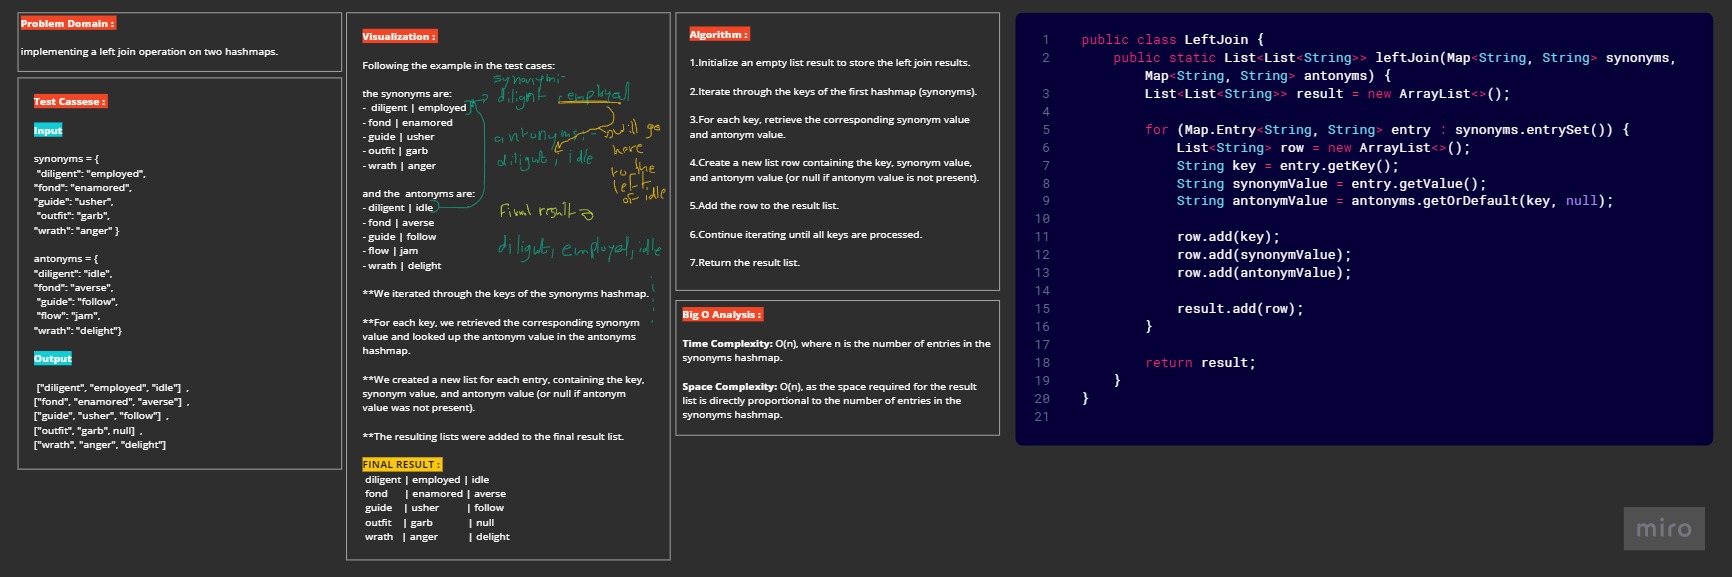 Problem Domain :
implementing a left join operation on two hashmaps.
Test Cassese :
Input
synonyms = {
"diligent": "employed",
"fond": "enamored",
"guide": "usher",
"outfit": "garb",
"wrath": "anger" }
antonyms = {
"diligent": "idle",
"fond": "averse",
"guide": "follow",
"flow": "jam",
"wrath": "delight"}
Output
["diligent", "employed", "idle"] ,
["fond", "enamored", "averse"] ,
["guide", "usher", "follow"] ,
["outfit", "garb", null] ,
["wrath", "anger", "delight"]
Visualization :
Following the example in the test cases:
the synonyms are:
- diligent | employed
- fond | enamored
- guide | usher
- outfit | garb
- wrath | anger
and the antonyms are:
- diligent | idle
- fond | averse
- guide | follow
- flow | jam
- wrath | delight
synonymi-
diligent employed
antonyms,-
diligut, idle
will go
here
to the
left
of idle
Final result
diligut, employed, idle
**We iterated through the keys of the synonyms hashmap.
**For each key, we retrieved the corresponding synonym
value and looked up the antonym value in the antonyms
hashmap.
**We created a new list for each entry, containing the key,
synonym value, and antonym value (or null if antonym
value was not present).
**The resulting lists were added to the final result list.
FINAL RESULT :
diligent | employed | idle
fond | enamored | averse
guide | usher | follow
outfit | garb | null
wrath | anger | delight
Algorithm :
1.Initialize an empty list result to store the left join results.
2.Iterate through the keys of the first hashmap (synonyms).
3.For each key, retrieve the corresponding synonym value
and antonym value.
4.Create a new list row containing the key, synonym value,
and antonym value (or null if antonym value is not present).
5.Add the row to the result list.
6.Continue iterating until all keys are processed.
7.Return the result list.
Big O Analysis :
Time Complexity: O(n), where n is the number of entries in the
synonyms hashmap.
Space Complexity: O(n), as the space required for the result
list is directly proportional to the number of entries in the
synonyms hashmap.
1 public class LeftJoin {
2 public static List<List<String>> leftJoin(Map<String, String> synonyms,
Map<String, String> antonyms) {
3 List<List<String>> result = new ArrayList<>();
4
5 for (Map.Entry<String, String> entry : synonyms.entrySet()) {
6 List<String> row = new ArrayList<>();
7 String key = entry.getKey();
8 String synonymValue = entry.getValue();
9 String antonymValue = antonyms.getOrDefault(key, null);
10
11 row.add(key);
12 row.add(synonymValue);
13 row.add(antonymValue);
14
15 result.add(row);
16 }
17
18 return result;
19 }
20 }
21
miro